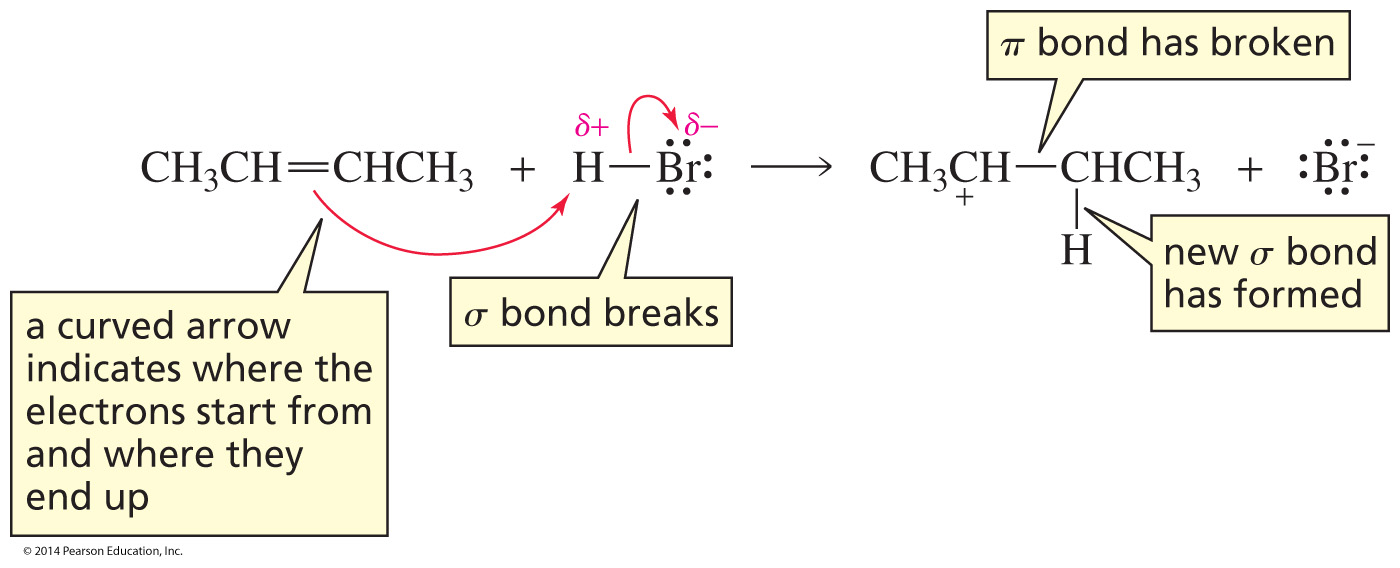 π bond has broken
δ+ δ−
CH₃CH=CHCH₃ + H—Br: ⟶ CH₃CH—CHCH₃ + :Br:⁻
+
H
σ bond breaks
new σ bond
has formed
a curved arrow
indicates where the
electrons start from
and where they
end up
© 2014 Pearson Education, Inc.